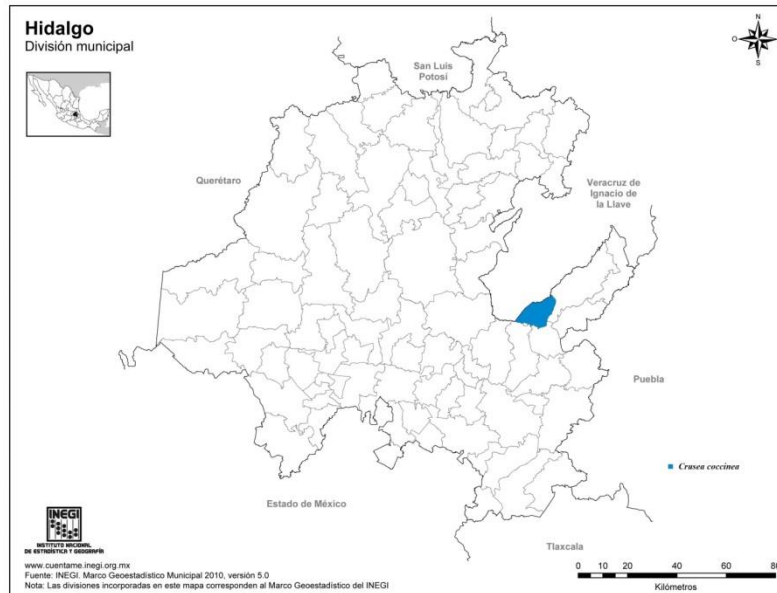 Hidalgo
División municipal
N
O
E
S
San Luis
Potosí
Querétaro
Veracruz de
Ignacio de
la Llave
Puebla
Crusea coccinea
Estado de México
Tlaxcala
INEGI
INSTITUTO NACIONAL
DE ESTADÍSTICA Y GEOGRAFÍA
www.cuentame.inegi.org.mx
Fuente: INEGI. Marco Geoestadístico Municipal 2010, versión 5.0
Nota: Las divisiones incorporadas en este mapa corresponden al Marco Geoestadístico del INEGI
0 10 20 40 60 80
Kilómetros